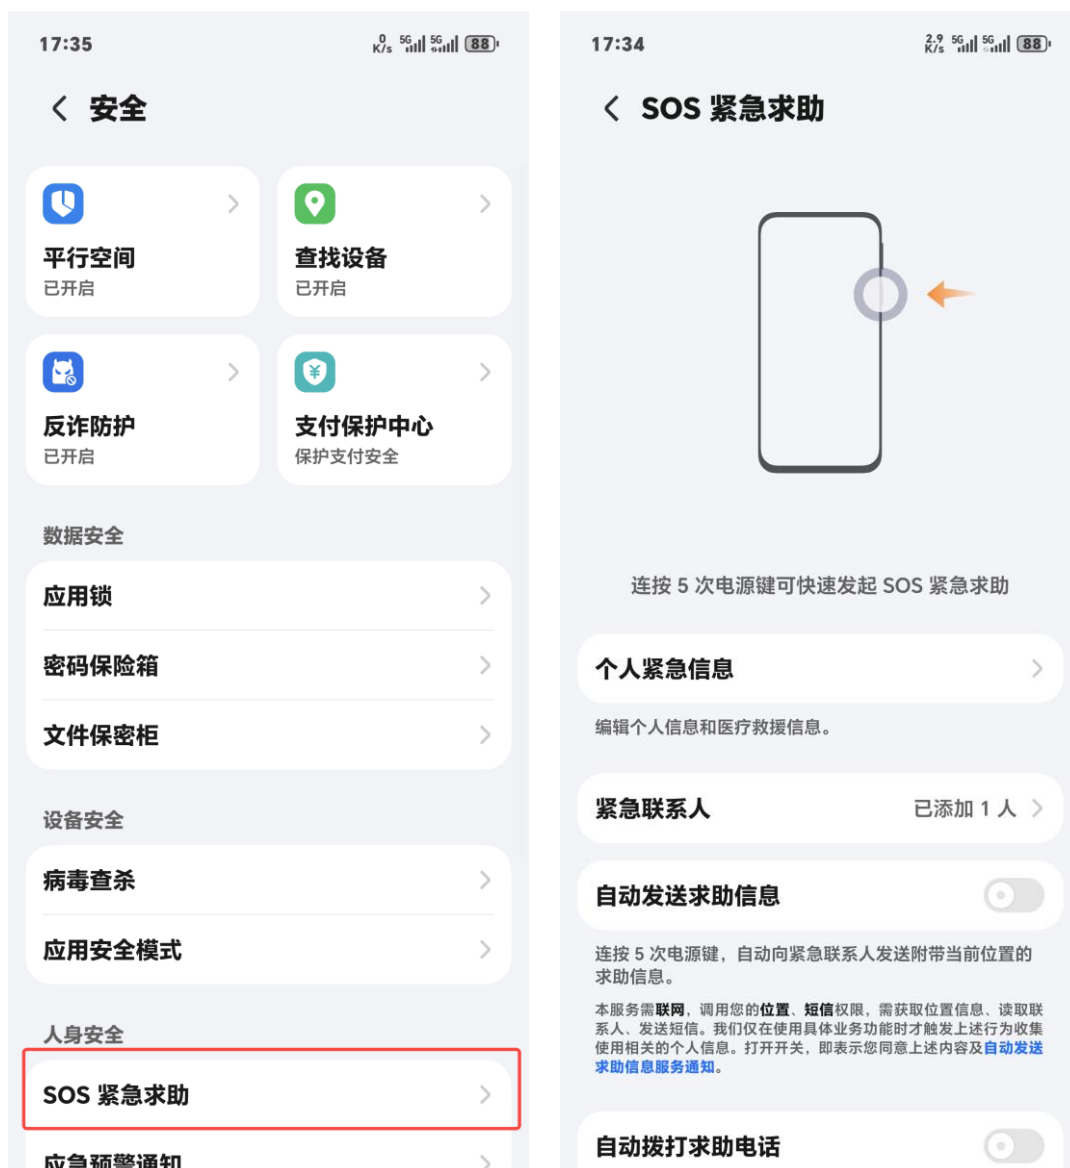 17:35
0 K/s 5G 5G 88
安全
平行空间
已开启
查找设备
已开启
反诈防护
已开启
支付保护中心
保护支付安全
数据安全
应用锁
密码保险箱
文件保密柜
设备安全
病毒查杀
应用安全模式
人身安全
SOS 紧急求助
应急预警通知
17:34
2.9 K/s 5G 5G 88
SOS 紧急求助
连按 5 次电源键可快速发起 SOS 紧急求助
个人紧急信息
编辑个人信息和医疗救援信息。
紧急联系人
已添加 1 人
自动发送求助信息
连按 5 次电源键，自动向紧急联系人发送附带当前位置的
求助信息。
本服务需联网，调用您的位置、短信权限，需获取位置信息、读取联
系人、发送短信。我们仅在使用具体业务功能时才触发上述行为收集
使用相关的个人信息。打开开关，即表示您同意上述内容及自动发送
求助信息服务通知。
自动拨打求助电话